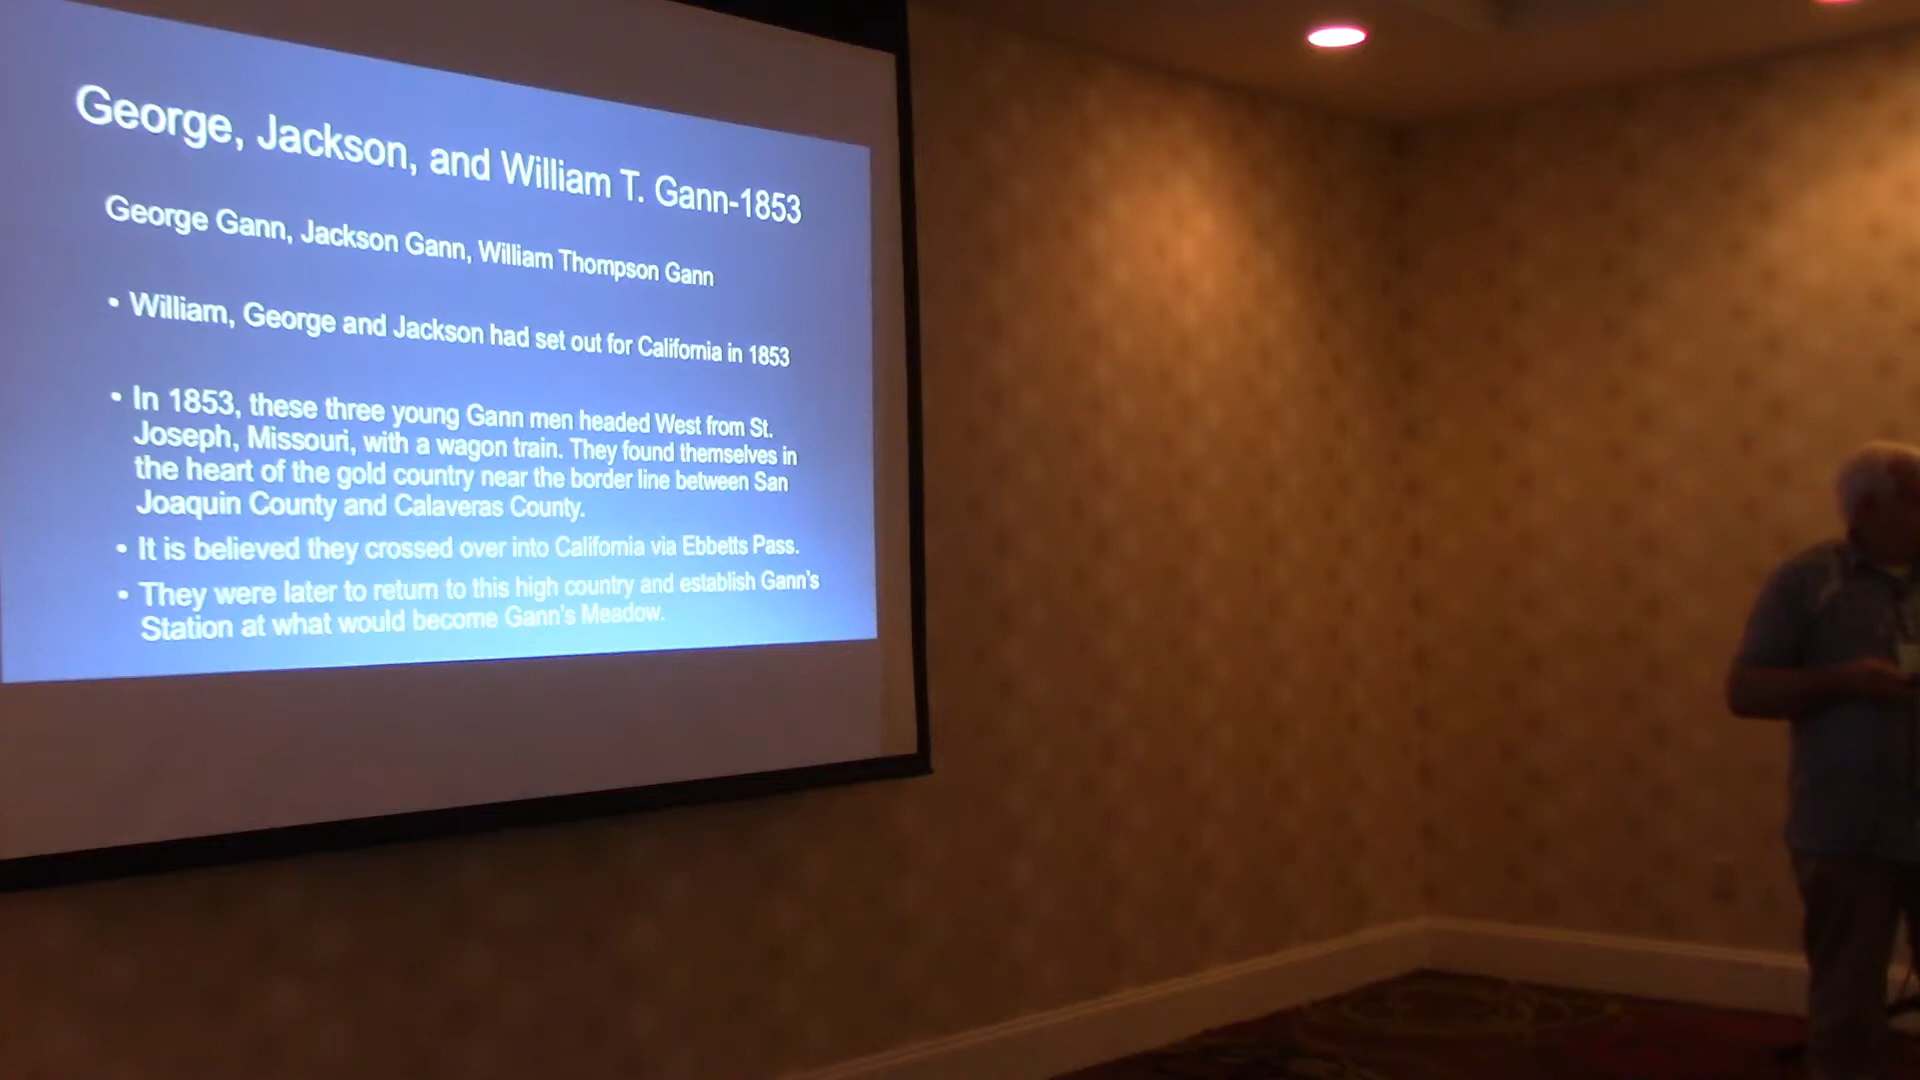 George, Jackson, and William T. Gann-1853
George Gann, Jackson Gann, William Thompson Gann
• William, George and Jackson had set out for California in 1853
• In 1853, these three young Gann men headed West from St.
Joseph, Missouri, with a wagon train. They found themselves in
the heart of the gold country near the border line between San
Joaquin County and Calaveras County.
• It is believed they crossed over into California via Ebbetts Pass.
• They were later to return to this high country and establish Gann's
Station at what would become Gann's Meadow.